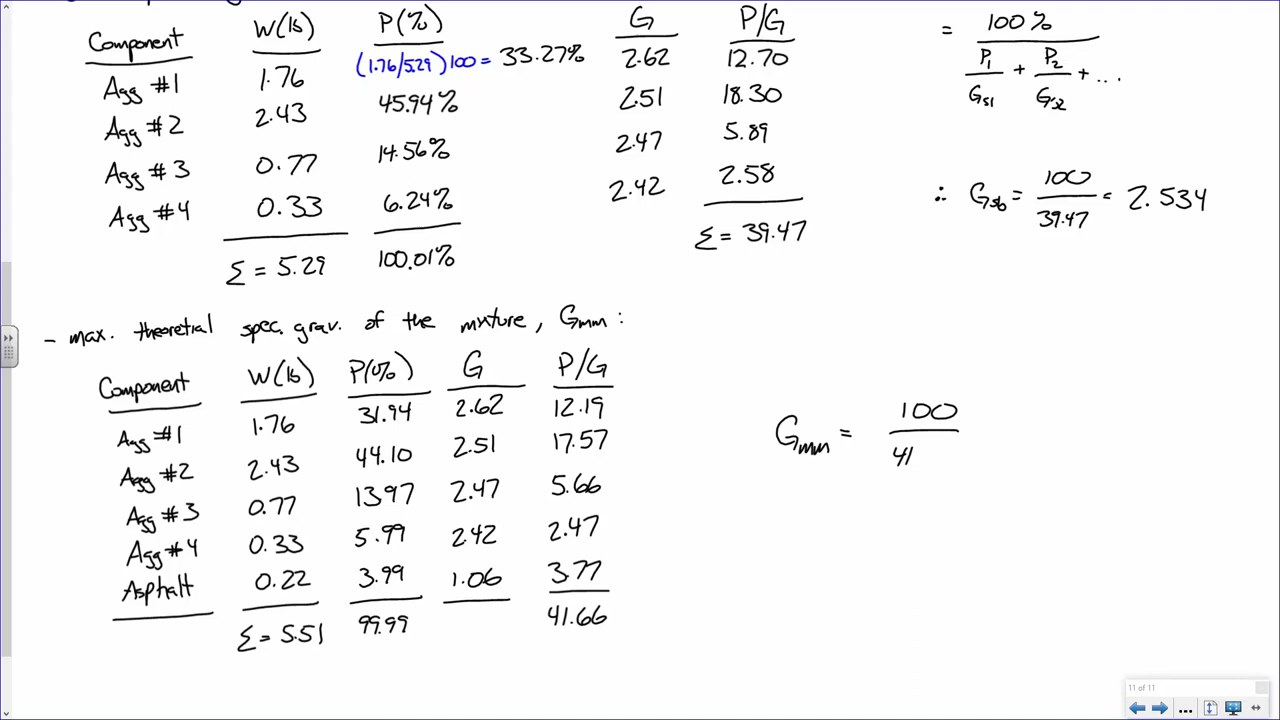 Component W(lb) P(%) G P/G
Agg #1 1.76 (1.76/5.29)100 = 33.27% 2.62 12.70
Agg #2 2.43 45.94% 2.51 18.30
Agg #3 0.77 14.56% 2.47 5.89
Agg #4 0.33 6.24% 2.42 2.58
Σ = 5.29 100.01% Σ = 39.47
= 100% / (P1/Gs1 + P2/Gs2 + ...
∴ Gsb = 100/39.47 = 2.534
- max. theoretial spec. grav. of the mixture, Gmm :
Component W(lb) P(%) G P/G
Agg #1 1.76 31.94 2.62 12.19
Agg #2 2.43 44.10 2.51 17.57
Agg #3 0.77 13.97 2.47 5.66
Agg #4 0.33 5.99 2.42 2.47
Asphalt 0.22 3.99 1.06 3.77
Σ = 5.51 99.99 41.66
Gmm = 100/41
11 of 11